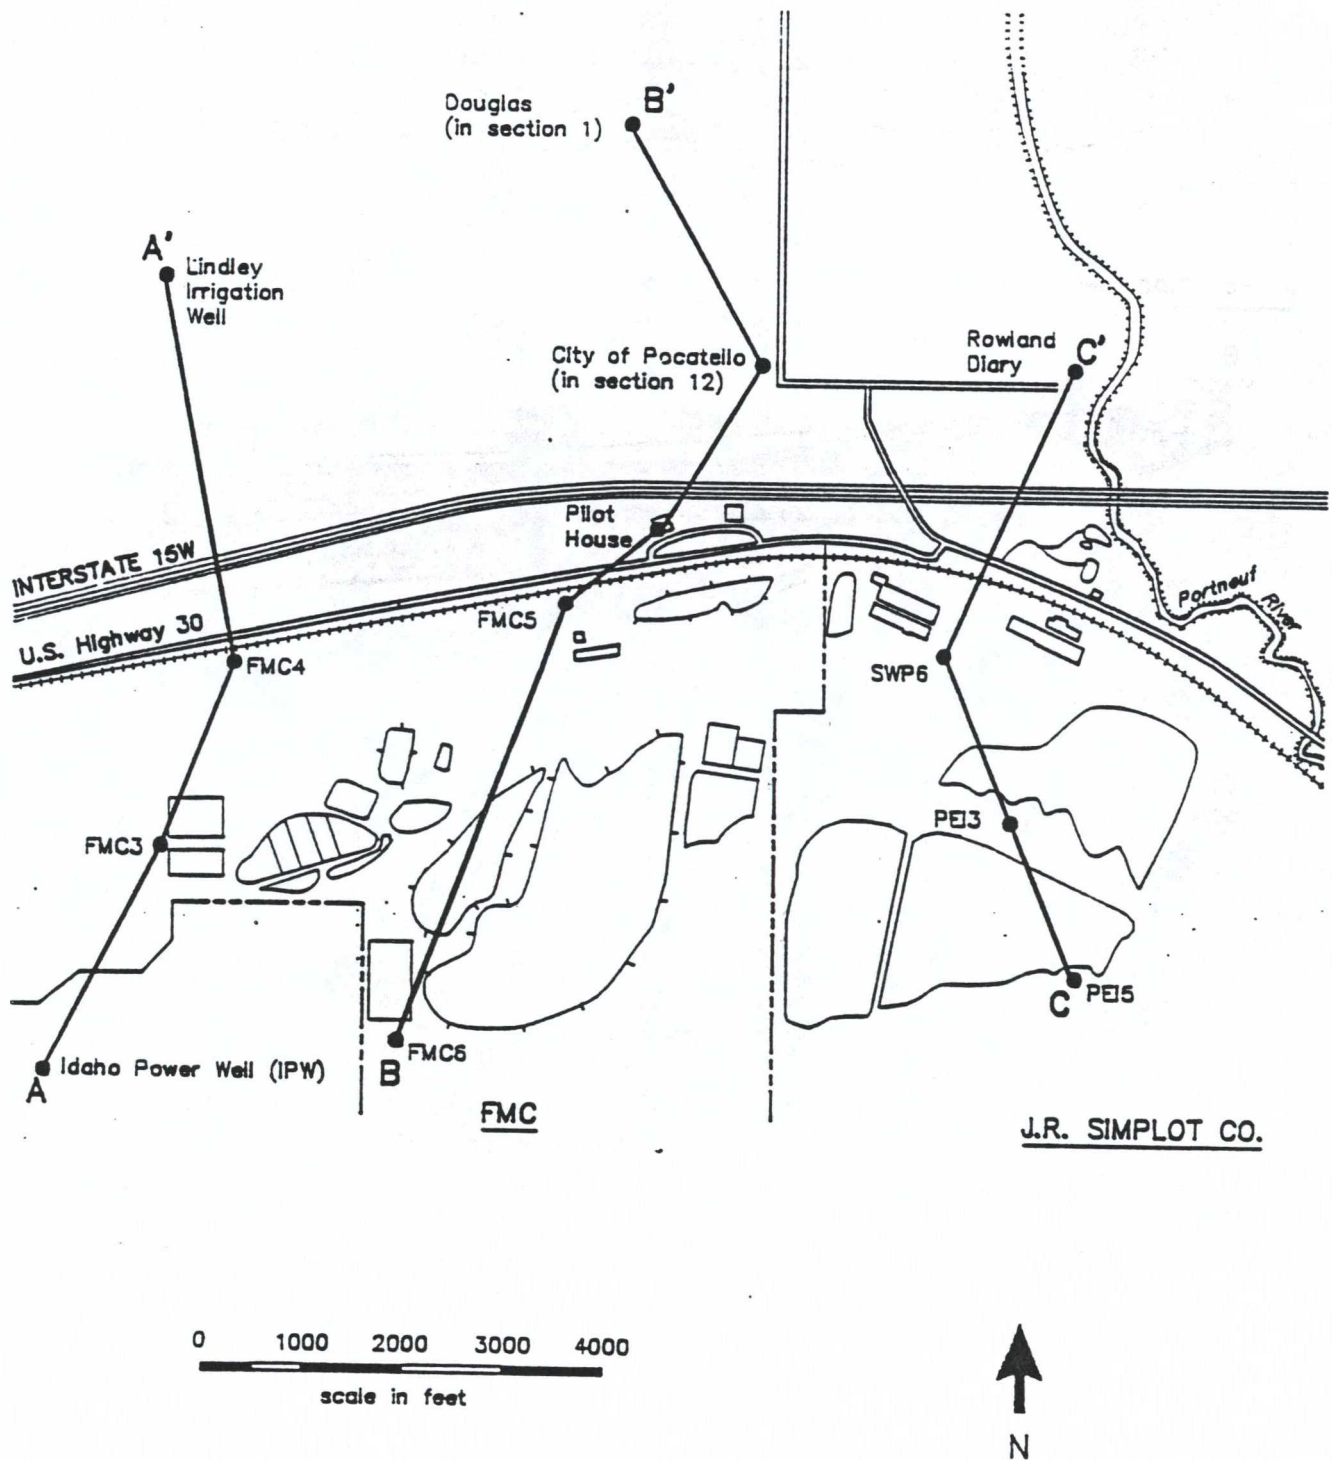 Douglas
(in section 1)
B'
A'
Lindley
Irrigation
Well
City of Pocatello
(in section 12)
Rowland
Diary
C'
Pilot
House
INTERSTATE 15W
U.S. Highway 30
FMC5
FMC4
Portneuf
River
SWP6
FMC3
PEI3
C
PEI5
A
Idaho Power Well (IPW)
B
FMC6
FMC
J.R. SIMPLOT CO.
0 1000 2000 3000 4000
scale in feet
N